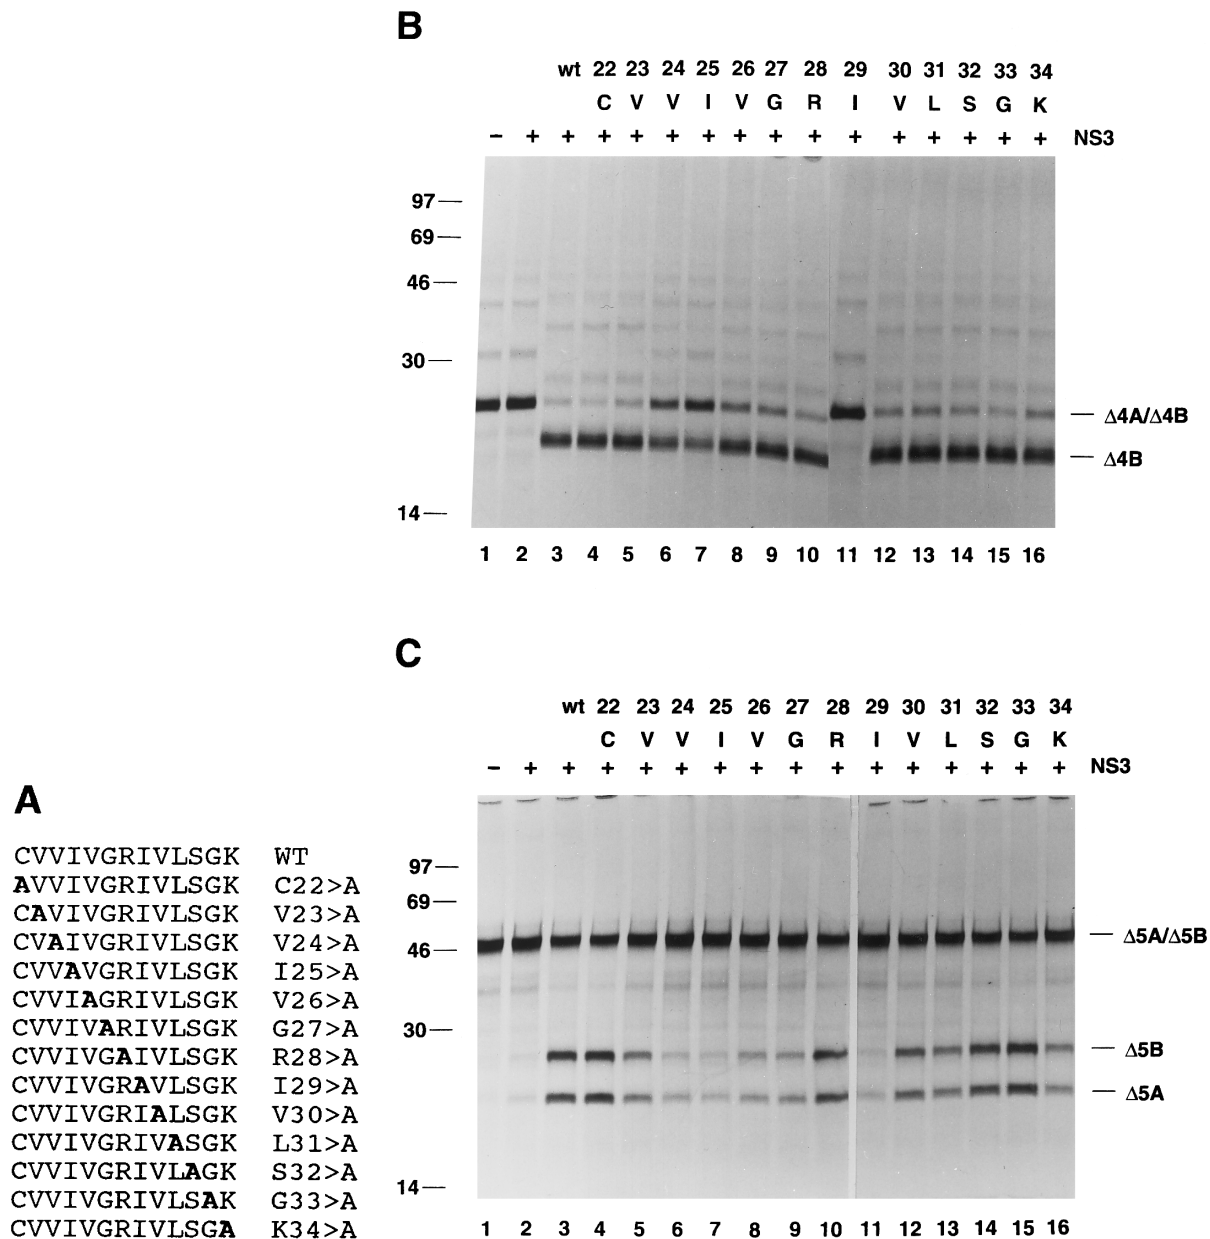 B
wt 22 23 24 25 26 27 28 29 30 31 32 33 34
C V V I V G R I V L S G K
– + + + + + + + + + + + + + + + NS3
97
69
46
30
14
Δ4A/Δ4B
Δ4B
1 2 3 4 5 6 7 8 9 10 11 12 13 14 15 16
C
wt 22 23 24 25 26 27 28 29 30 31 32 33 34
C V V I V G R I V L S G K
– + + + + + + + + + + + + + + + NS3
97
69
46
30
14
Δ5A/Δ5B
Δ5B
Δ5A
1 2 3 4 5 6 7 8 9 10 11 12 13 14 15 16
A
CVVIVGRIVLSGK WT
AVVIVGRIVLSGK C22>A
CAVIVGRIVLSGK V23>A
CVAIVGRIVLSGK V24>A
CVVAVGRIVLSGK I25>A
CVVIAGRIVLSGK V26>A
CVVIVARIVLSGK G27>A
CVVIVGAIVLSGK R28>A
CVVIVGRAVLSGK I29>A
CVVIVGRIALSGK V30>A
CVVIVGRIVASGK L31>A
CVVIVGRIVLAGK S32>A
CVVIVGRIVLSAK G33>A
CVVIVGRIVLSGA K34>A